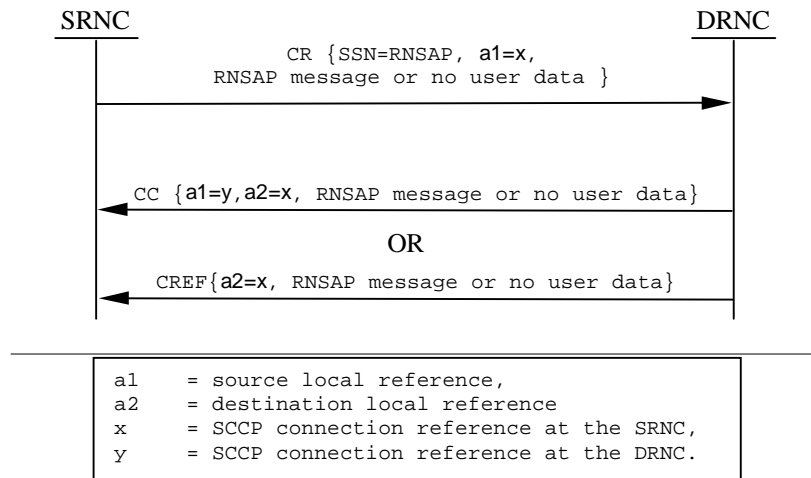 SRNC DRNC
CR {SSN=RNSAP, a1=x,
RNSAP message or no user data }
CC {a1=y,a2=x, RNSAP message or no user data}
OR
CREF{a2=x, RNSAP message or no user data}
a1 = source local reference,
a2 = destination local reference
x = SCCP connection reference at the SRNC,
y = SCCP connection reference at the DRNC.